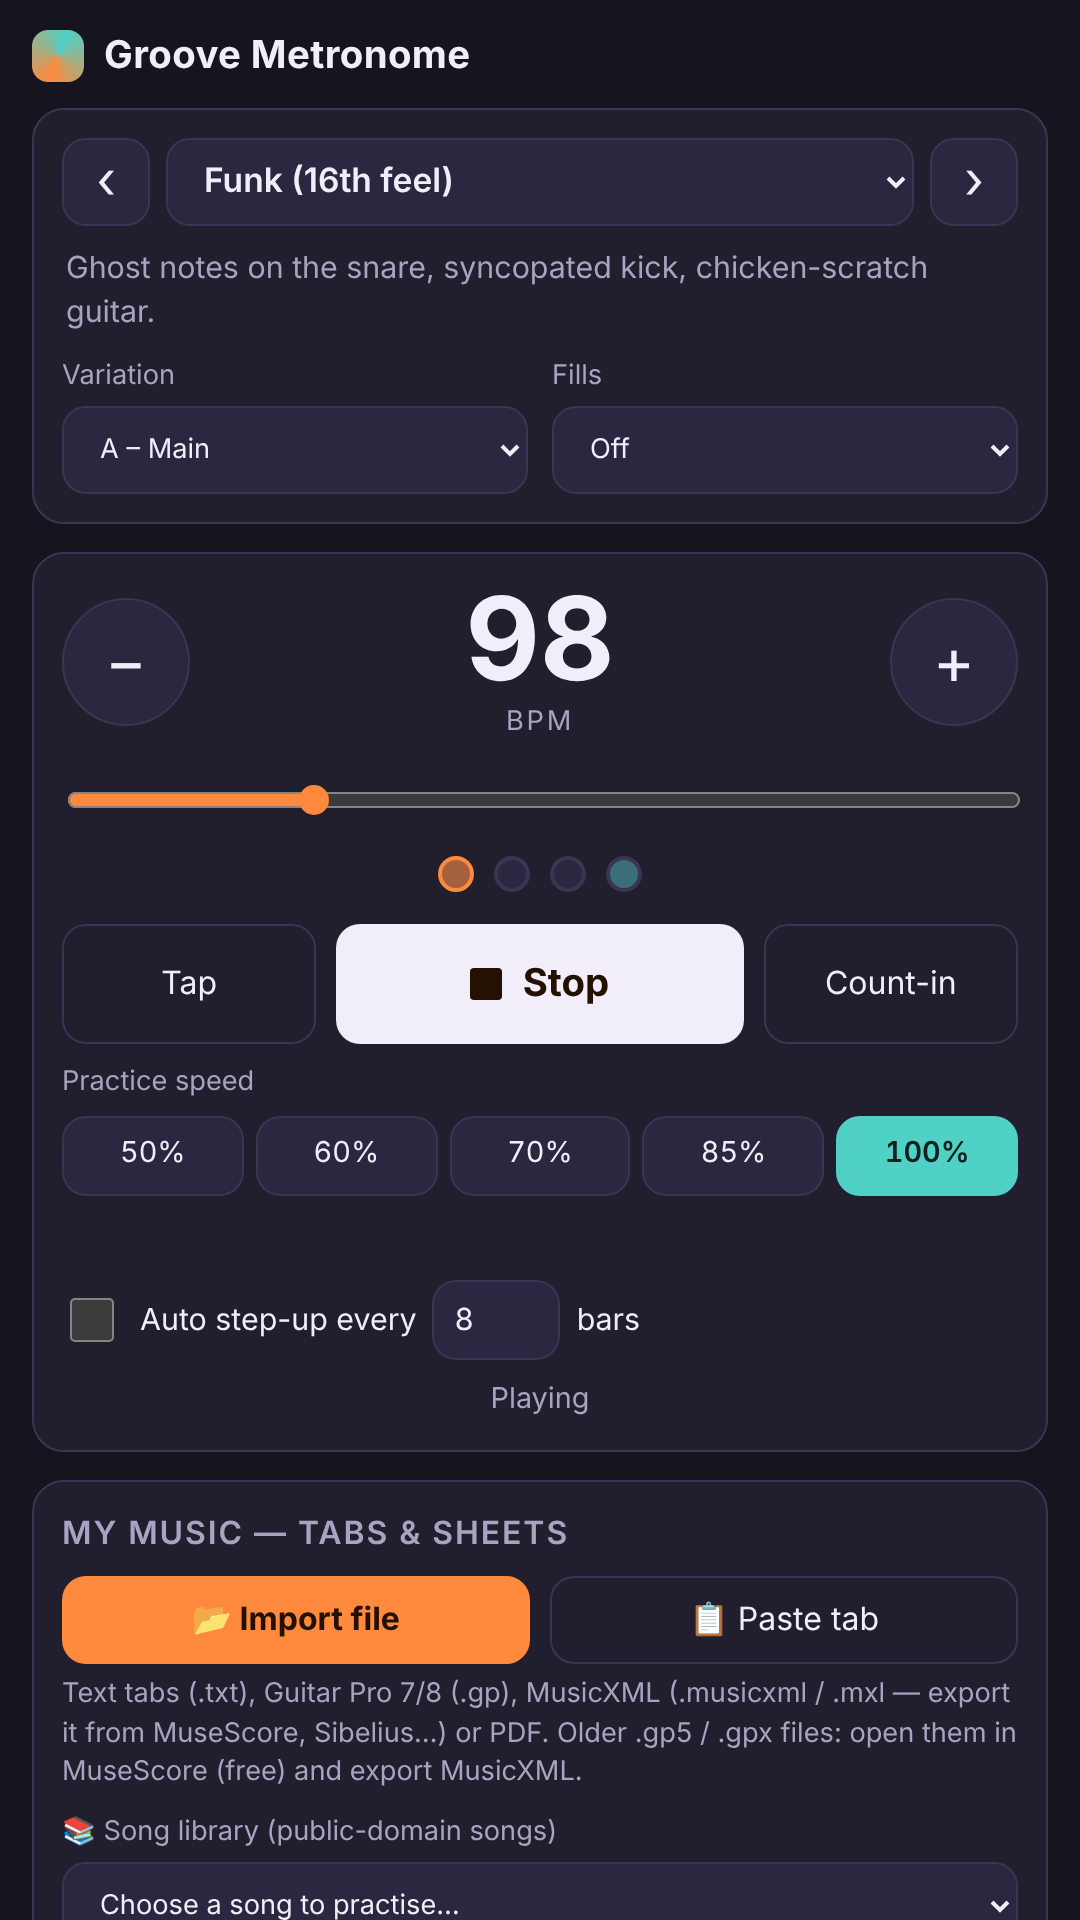 Groove Metronome
Funk (16th feel)
Ghost notes on the snare, syncopated kick, chicken-scratch
guitar.
Variation
Fills
A – Main
Off
−
98
+
BPM
Tap
Stop
Count-in
Practice speed
50%
60%
70%
85%
100%
Auto step-up every 8 bars
Playing
MY MUSIC — TABS & SHEETS
📂 Import file
📋 Paste tab
Text tabs (.txt), Guitar Pro 7/8 (.gp), MusicXML (.musicxml / .mxl — export
it from MuseScore, Sibelius…) or PDF. Older .gp5 / .gpx files: open them in
MuseScore (free) and export MusicXML.
📚 Song library (public-domain songs)
Choose a song to practise…